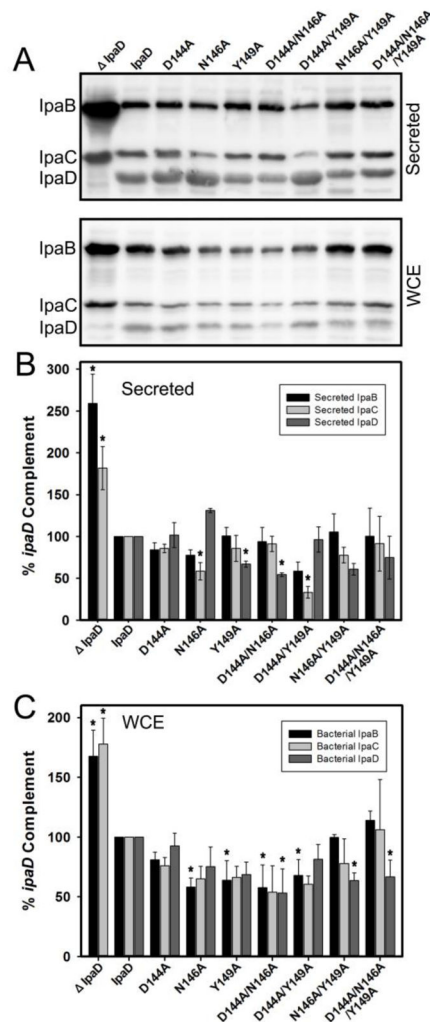 A
Δ IpaD
IpaD
D144A
N146A
Y149A
D144A/N146A
D144A/Y149A
N146A/Y149A
D144A/N146A
/Y149A
IpaB
IpaC
IpaD
Secreted
IpaB
IpaC
IpaD
WCE
B
Secreted
Secreted IpaB
Secreted IpaC
Secreted IpaD
% ipaD Complement
300
250
200
150
100
50
0
* * * * * *
Δ IpaD
IpaD
D144A
N146A
Y149A
D144A/N146A
D144A/Y149A
N146A/Y149A
D144A/N146A
/Y149A
C
WCE
Bacterial IpaB
Bacterial IpaC
Bacterial IpaD
% ipaD Complement
200
150
100
50
0
* * * * * * * * *
Δ IpaD
IpaD
D144A
N146A
Y149A
D144A/N146A
D144A/Y149A
N146A/Y149A
D144A/N146A
/Y149A